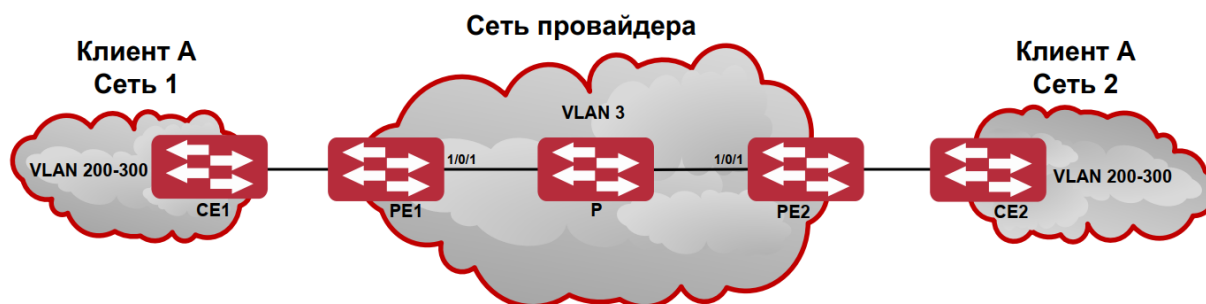 Сеть провайдера
Клиент А
Сеть 1
Клиент А
Сеть 2
VLAN 3
VLAN 200-300
1/0/1
1/0/1
VLAN 200-300
CE1
PE1
P
PE2
CE2